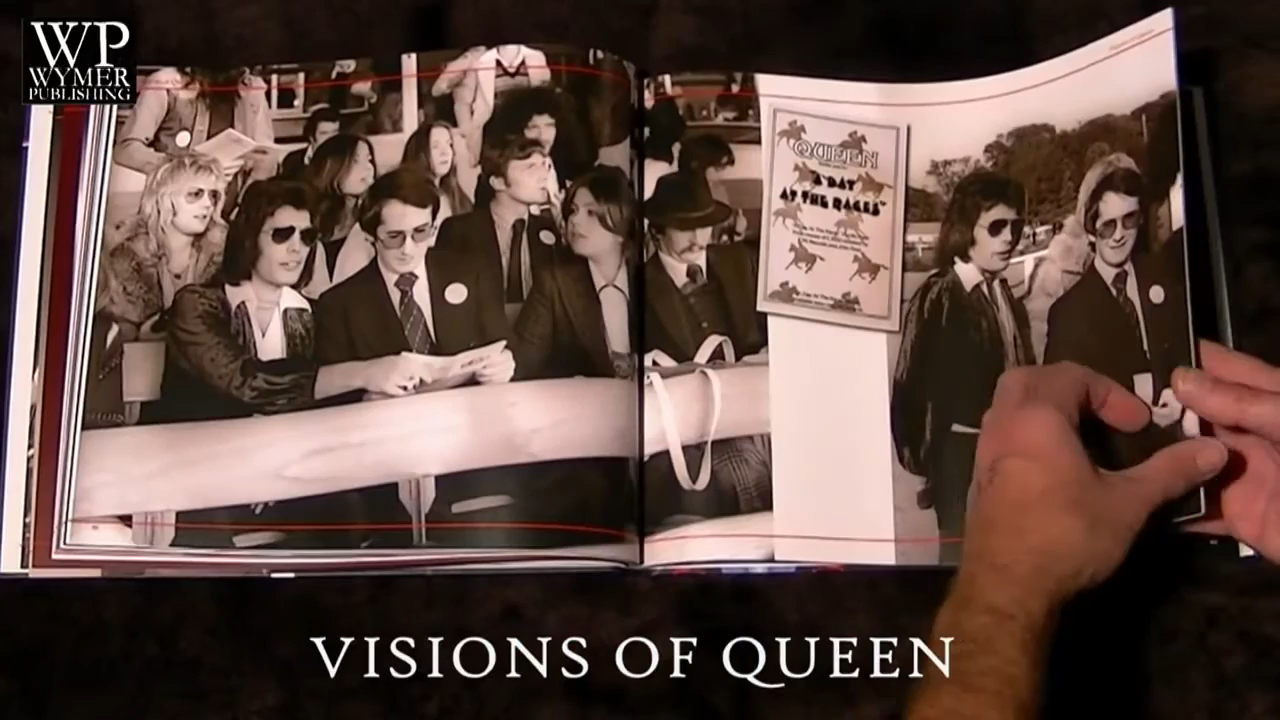 WP
WYMER
PUBLISHING
QUEEN
A DAY
AT THE RACES
VISIONS OF QUEEN